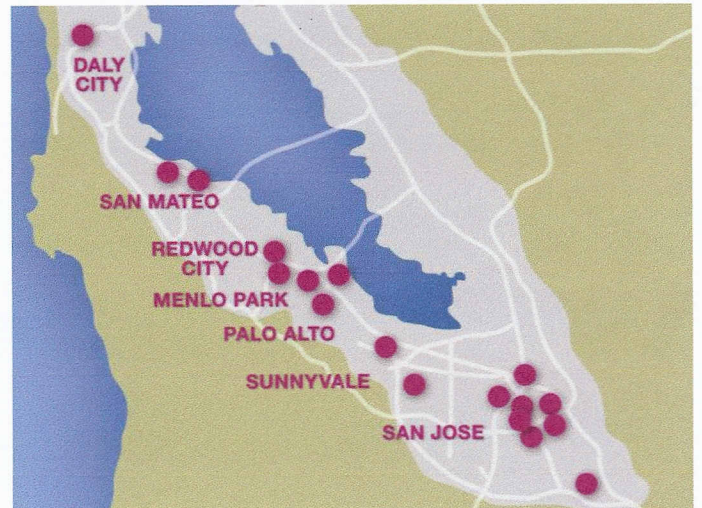 DALY
CITY
SAN MATEO
REDWOOD
CITY
MENLO PARK
PALO ALTO
SUNNYVALE
SAN JOSE